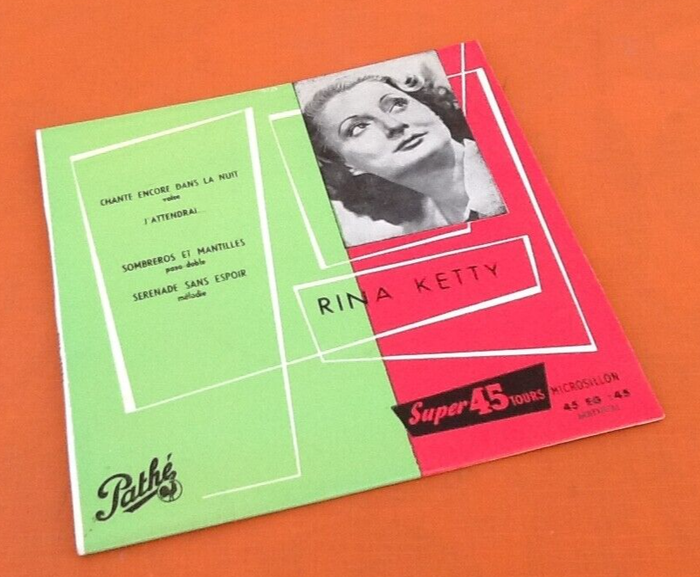 CHANTE ENCORE DANS LA NUIT
valse
J'ATTENDRAI...
SOMBREROS ET MANTILLES
paso doble
SERENADE SANS ESPOIR
mélodie
RINA KETTY
Super 45 TOURS
MICROSILLON
45 EG 45
Pathé